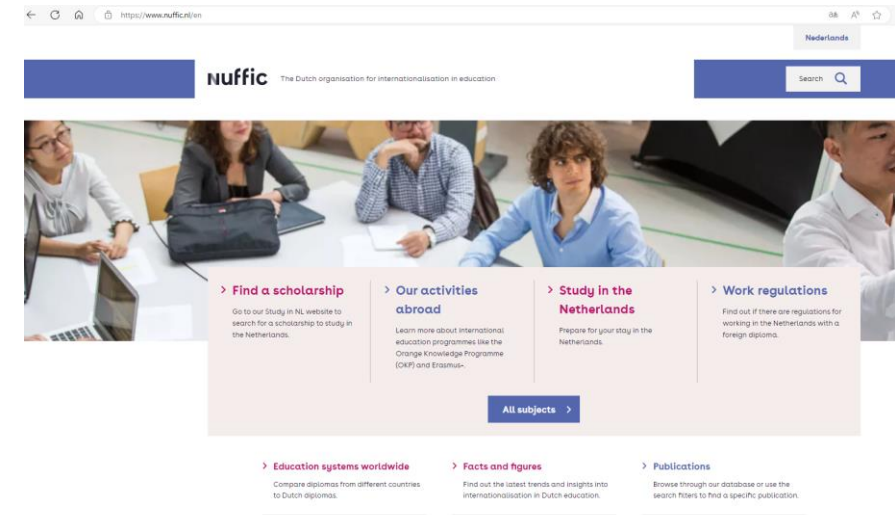 https://www.nuffic.nl/en
Nederlands
Nuffic
The Dutch organisation for internationalisation in education
Search
Find a scholarship
Go to our Study in NL website to
search for a scholarship to study in
the Netherlands.
Our activities
abroad
Learn more about international
education programmes like the
Orange Knowledge Programme
(OKP) and Erasmus+.
Study in the
Netherlands
Prepare for your stay in the
Netherlands.
Work regulations
Find out if there are regulations for
working in the Netherlands with a
foreign diploma.
All subjects
Education systems worldwide
Compare diplomas from different countries
to Dutch diplomas.
Facts and figures
Find out the latest trends and insights into
internationalisation in Dutch education.
Publications
Browse through our database or use the
search filters to find a specific publication.